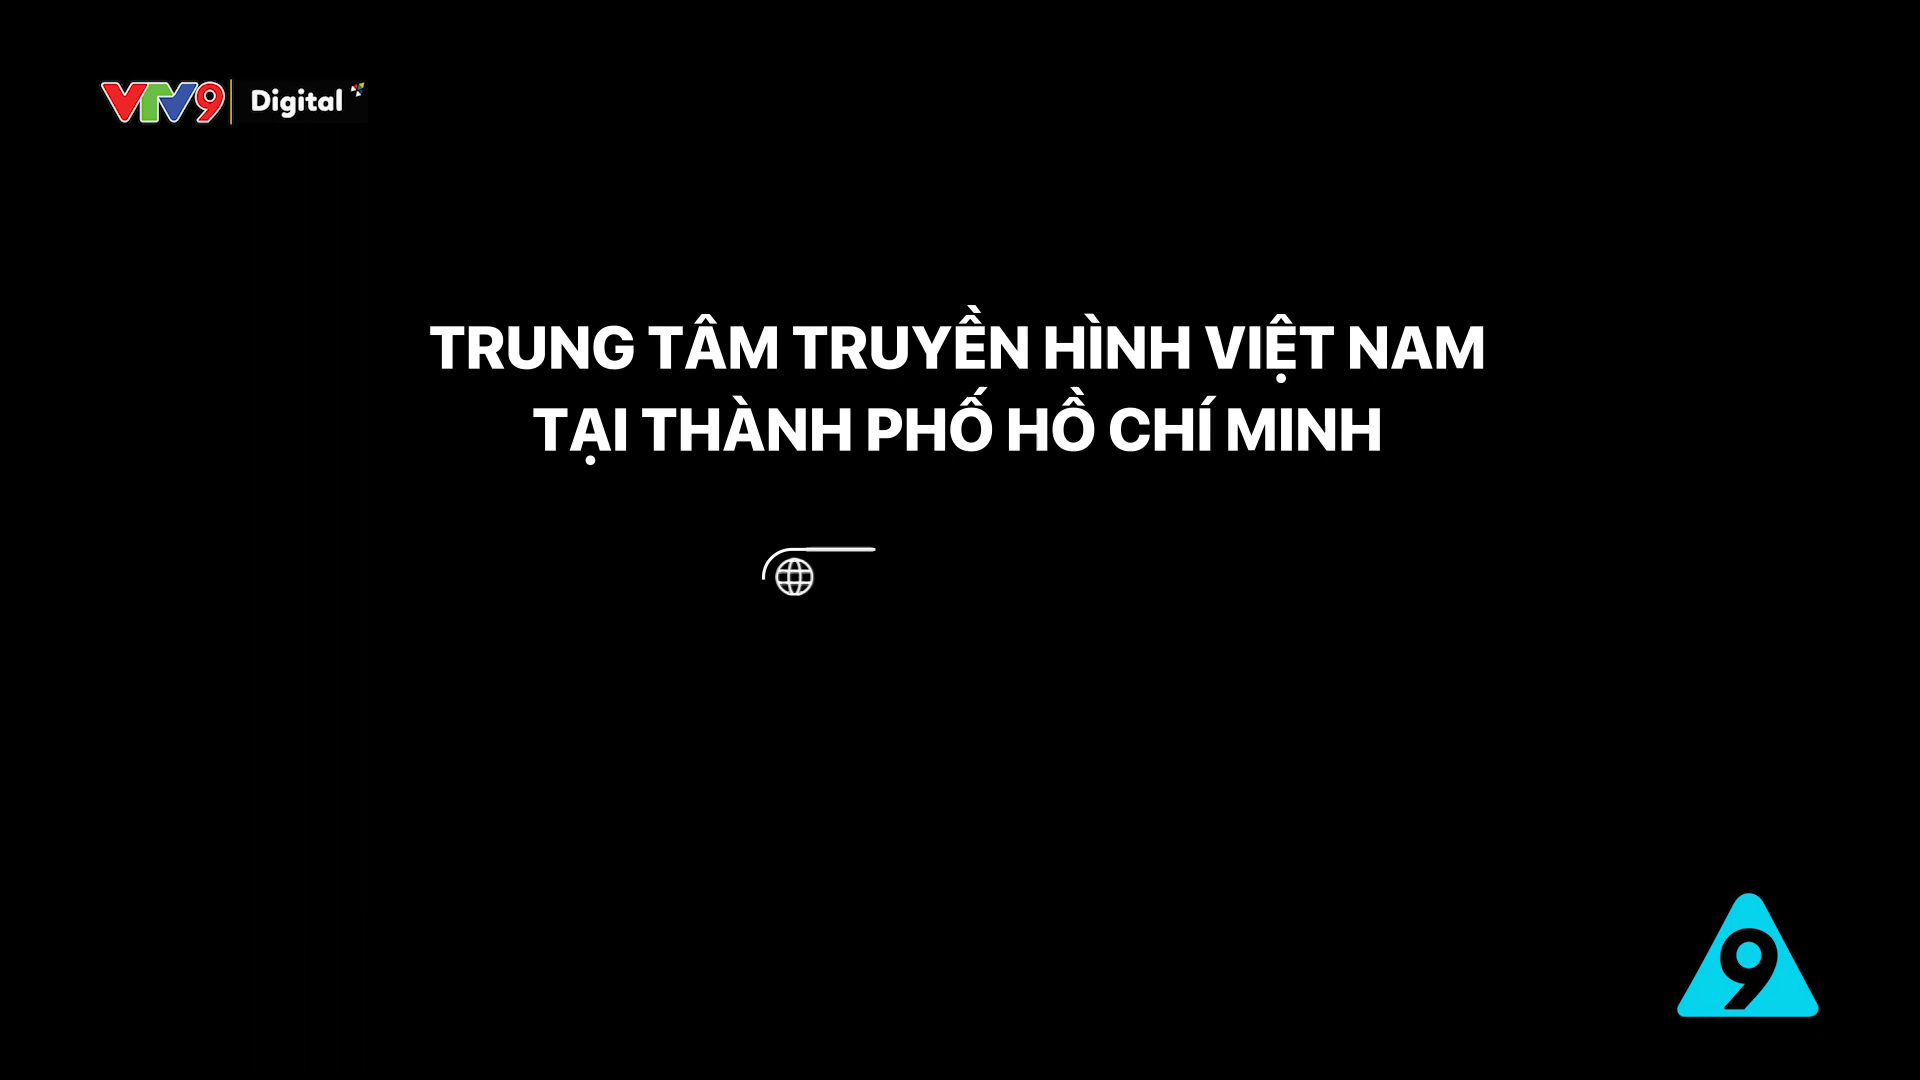 VTV9 Digital
TRUNG TÂM TRUYỀN HÌNH VIỆT NAM
TẠI THÀNH PHỐ HỒ CHÍ MINH
9